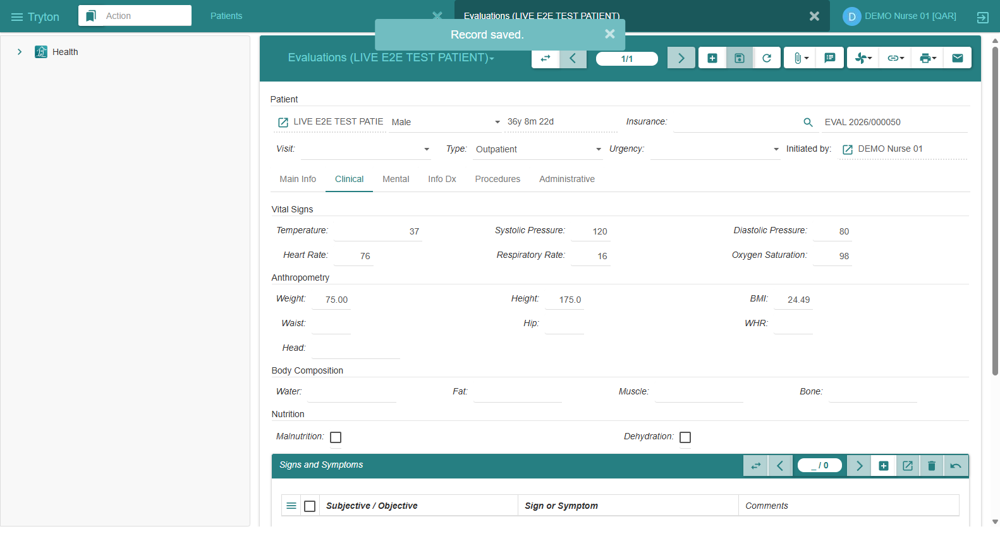 Tryton
Action
Patients
Evaluations (LIVE E2E TEST PATIENT)
D
DEMO Nurse 01 [QAR]
Record saved.
Health
Evaluations (LIVE E2E TEST PATIENT)
1/1
Patient
LIVE E2E TEST PATIE
Male
36y 8m 22d
Insurance:
EVAL 2026/000050
Visit:
Type:
Outpatient
Urgency:
Initiated by:
DEMO Nurse 01
Main Info
Clinical
Mental
Info Dx
Procedures
Administrative
Vital Signs
Temperature:
37
Systolic Pressure:
120
Diastolic Pressure:
80
Heart Rate:
76
Respiratory Rate:
16
Oxygen Saturation:
98
Anthropometry
Weight:
75.00
Height:
175.0
BMI:
24.49
Waist:
Hip:
WHR:
Head:
Body Composition
Water:
Fat:
Muscle:
Bone:
Nutrition
Malnutrition:
Dehydration:
Signs and Symptoms
_ / 0
Subjective / Objective
Sign or Symptom
Comments